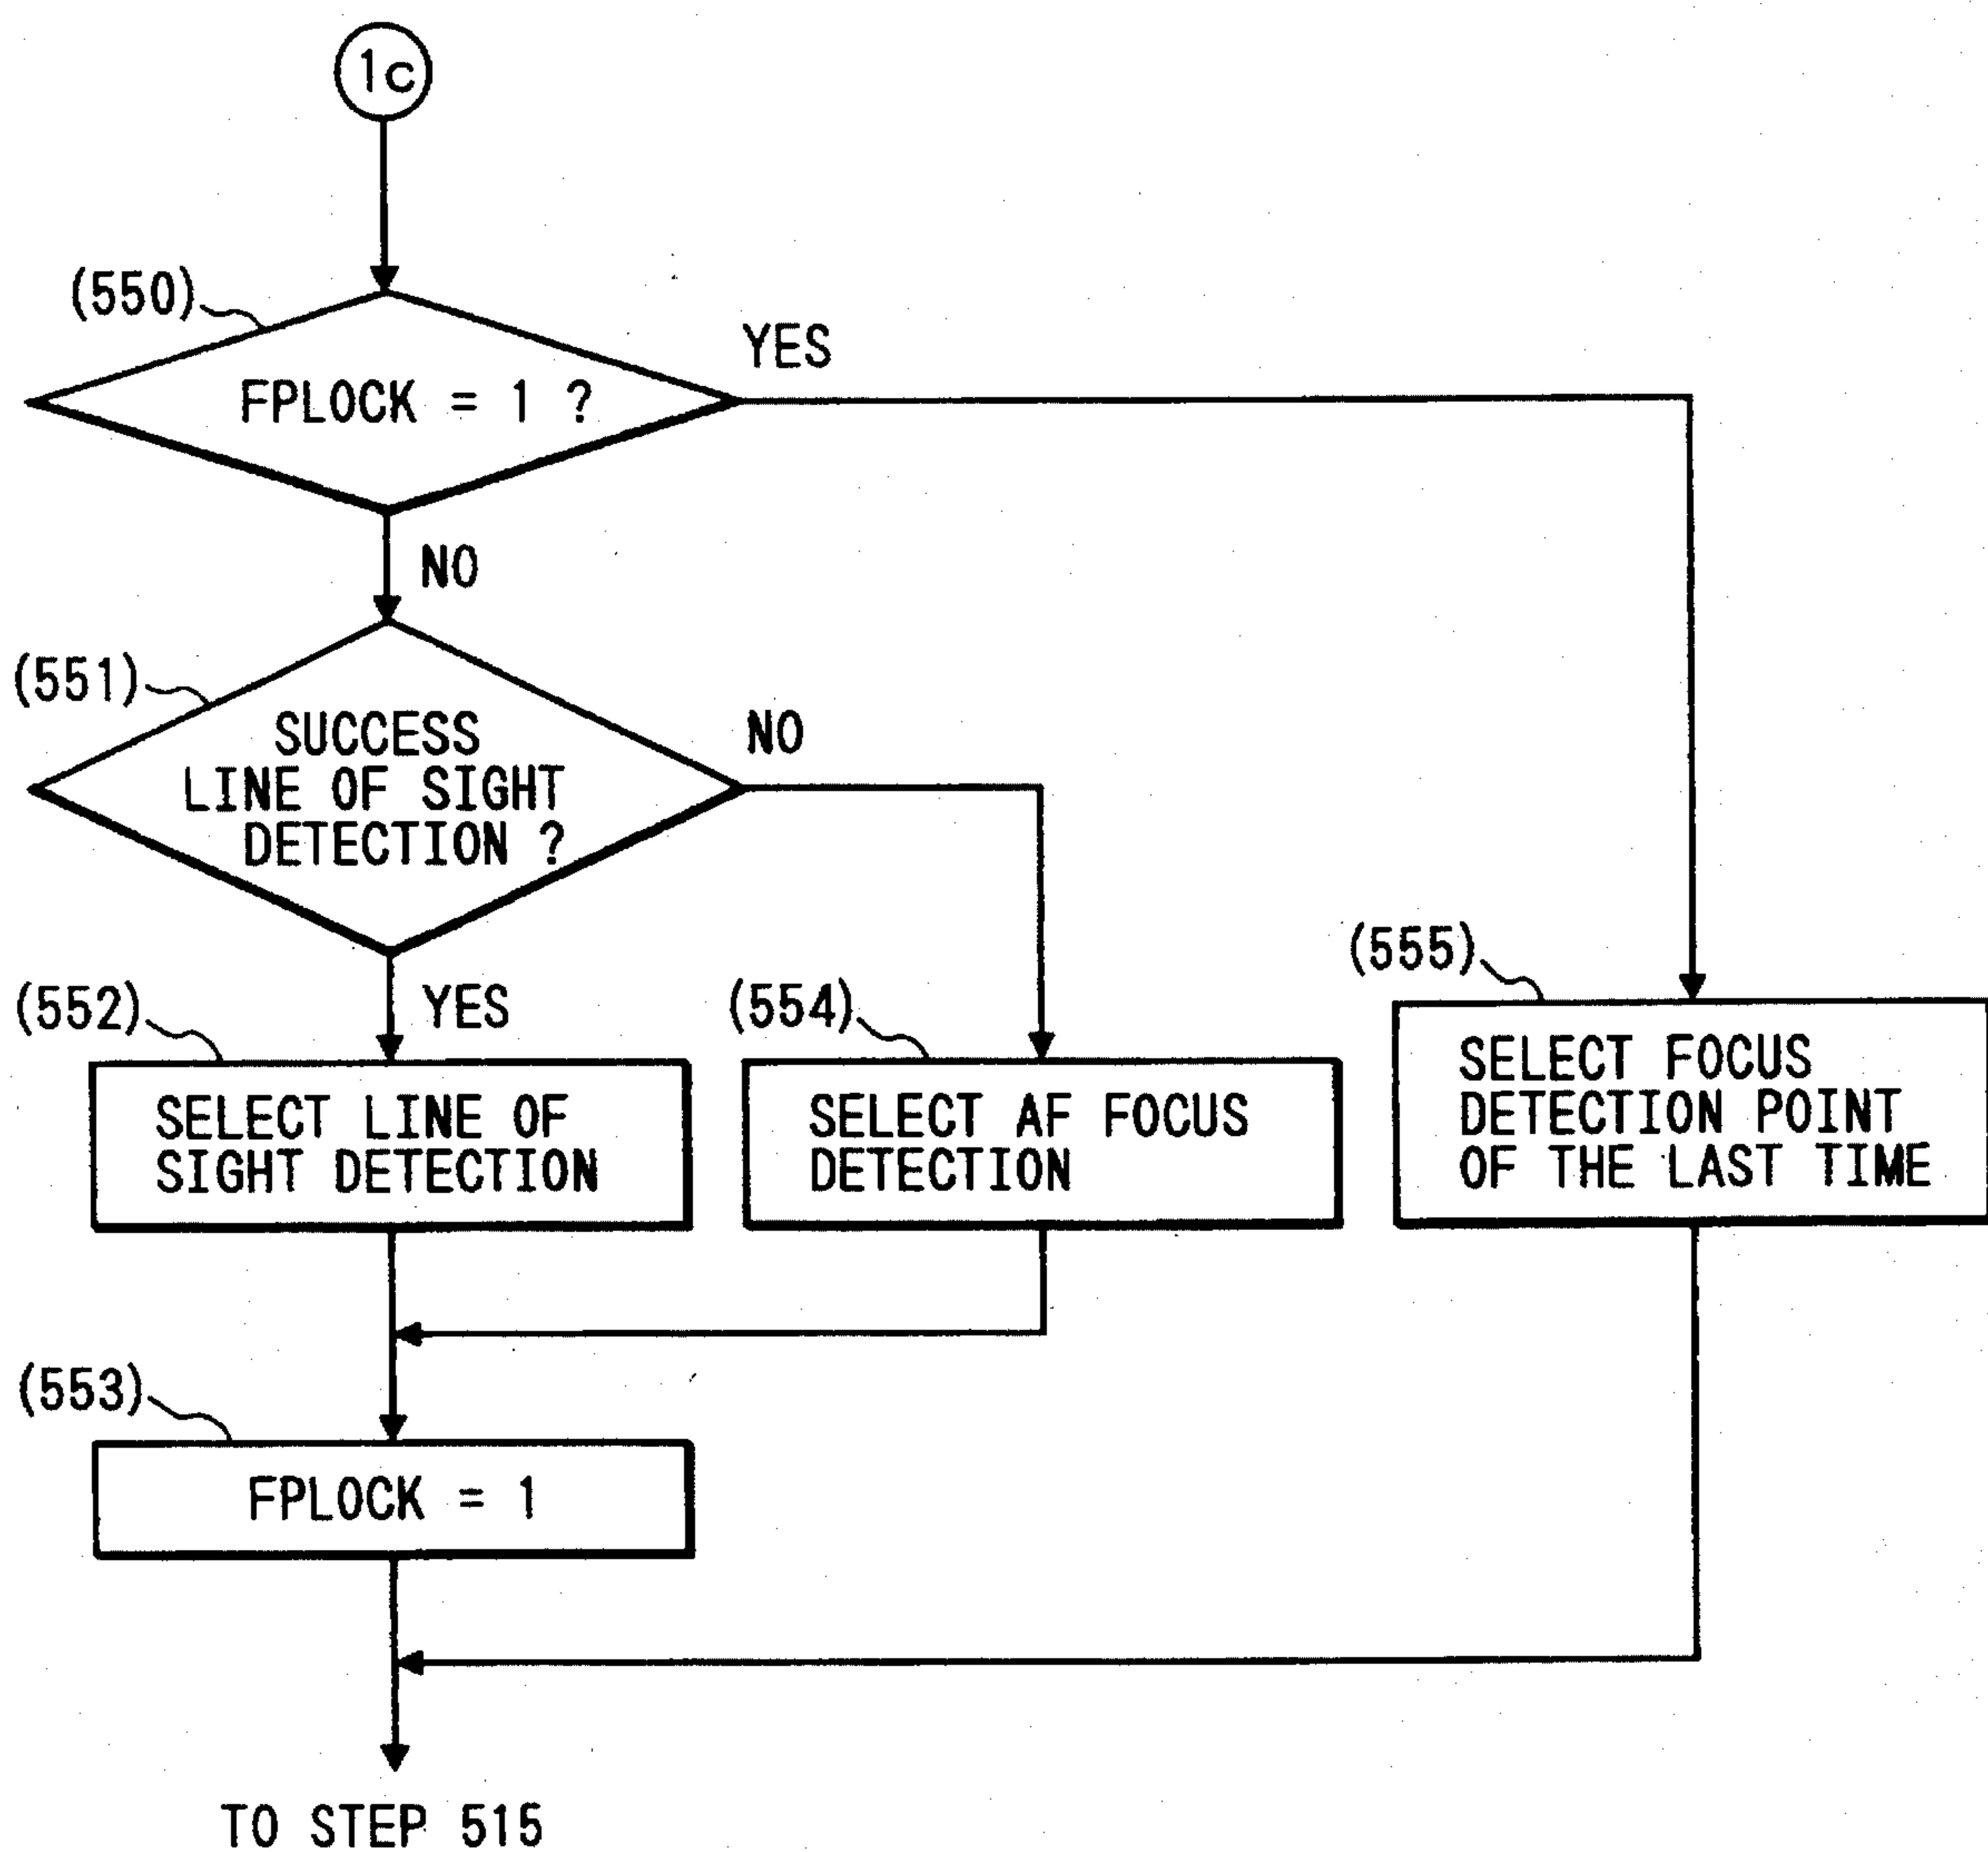 1c
(550)
FPLOCK = 1 ?
YES
NO
(551)
SUCCESS
LINE OF SIGHT
DETECTION ?
NO
YES
(552)
SELECT LINE OF
SIGHT DETECTION
(554)
SELECT AF FOCUS
DETECTION
(555)
SELECT FOCUS
DETECTION POINT
OF THE LAST TIME
(553)
FPLOCK = 1
TO STEP 515